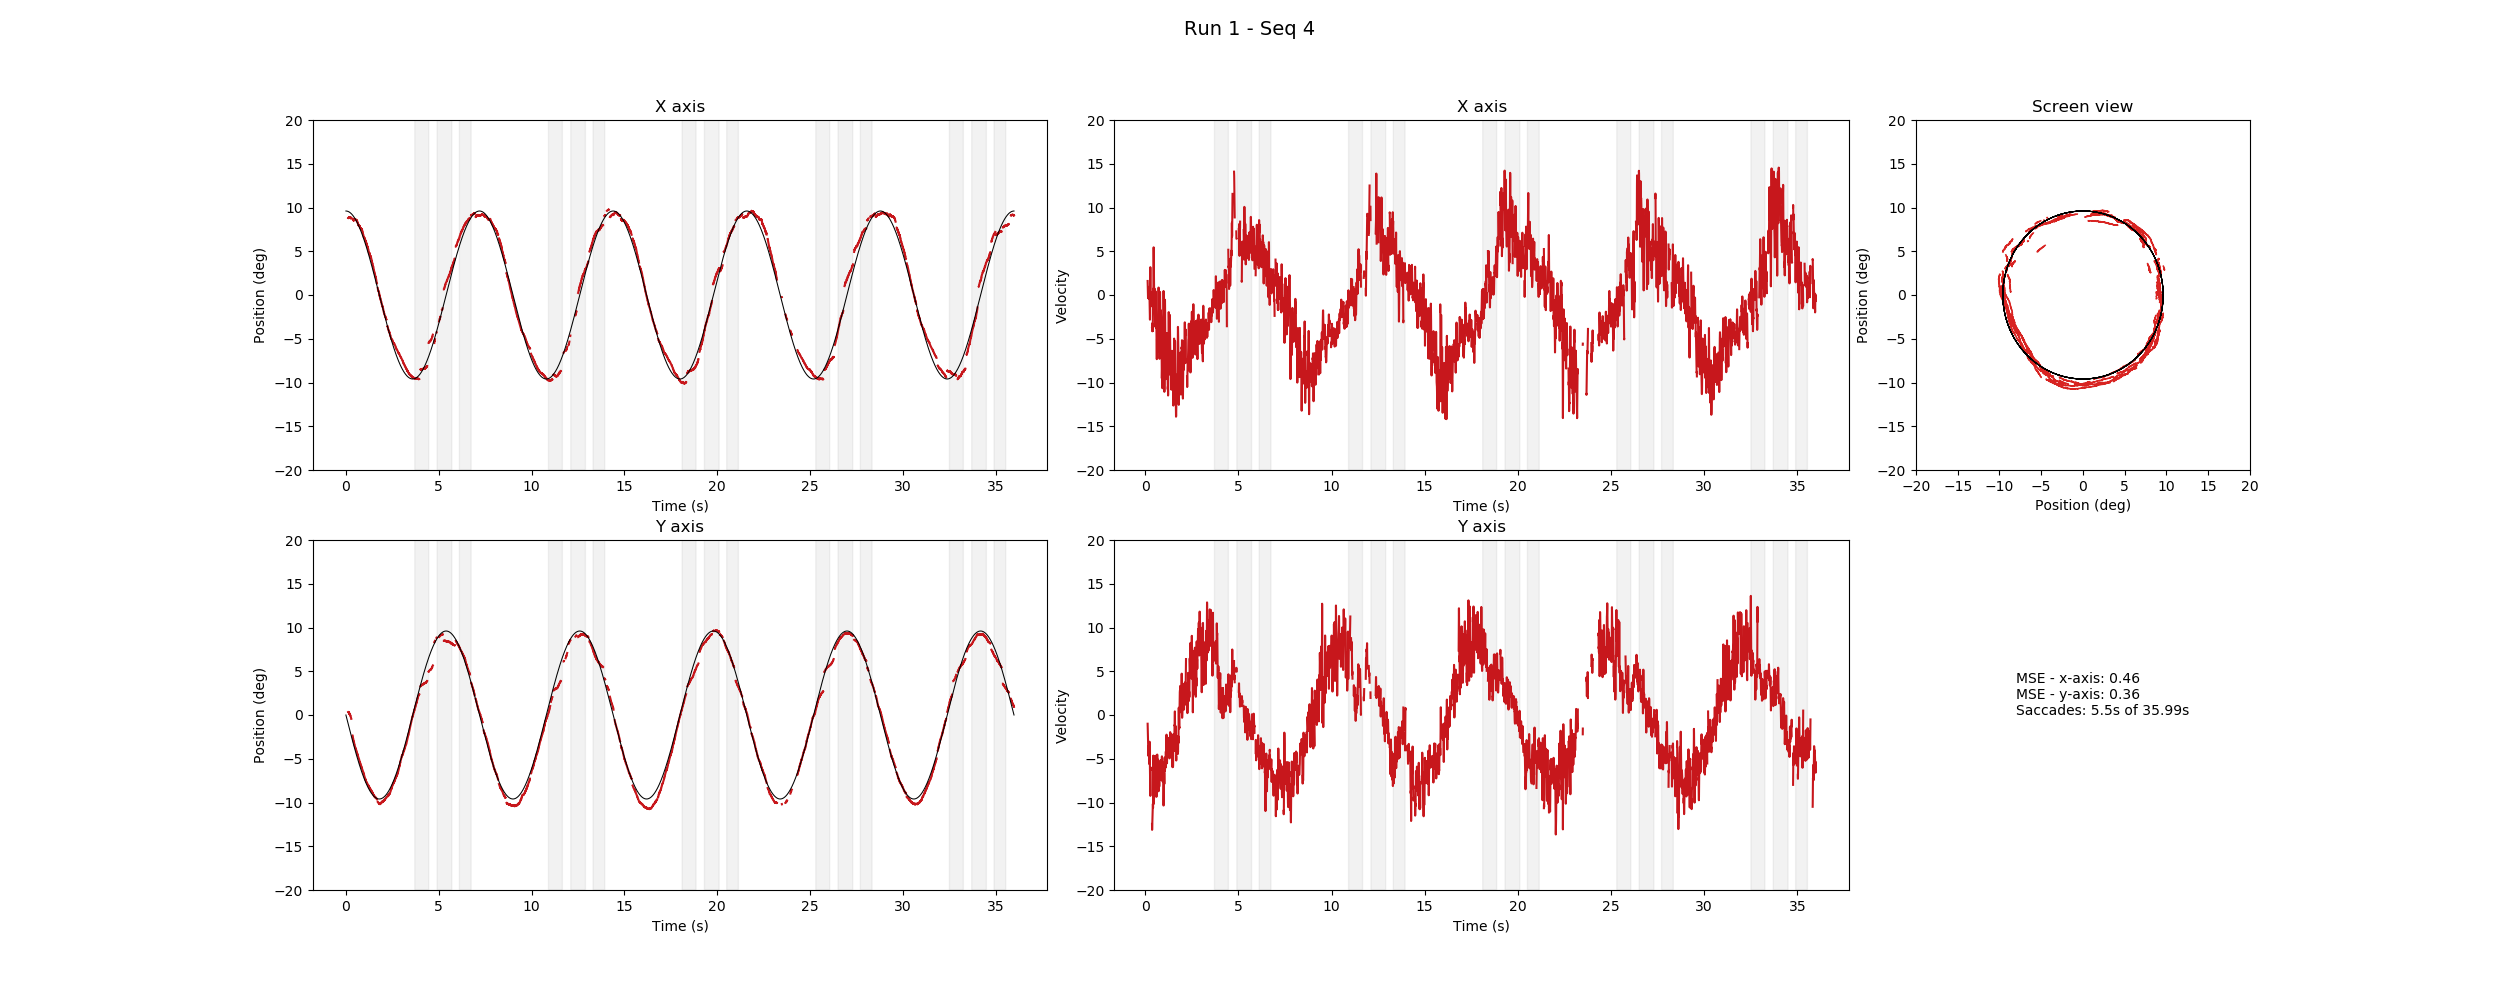 Run 1 - Seq 4
X axis
20
15
10
5
0
−5
−10
−15
−20
Position (deg)
0 5 10 15 20 25 30 35
Time (s)
X axis
20
15
10
5
0
−5
−10
−15
−20
Velocity
0 5 10 15 20 25 30 35
Time (s)
Screen view
20
15
10
5
0
−5
−10
−15
−20
Position (deg)
−20 −15 −10 −5 0 5 10 15 20
Position (deg)
Y axis
20
15
10
5
0
−5
−10
−15
−20
Position (deg)
0 5 10 15 20 25 30 35
Time (s)
Y axis
20
15
10
5
0
−5
−10
−15
−20
Velocity
0 5 10 15 20 25 30 35
Time (s)
MSE - x-axis: 0.46
MSE - y-axis: 0.36
Saccades: 5.5s of 35.99s